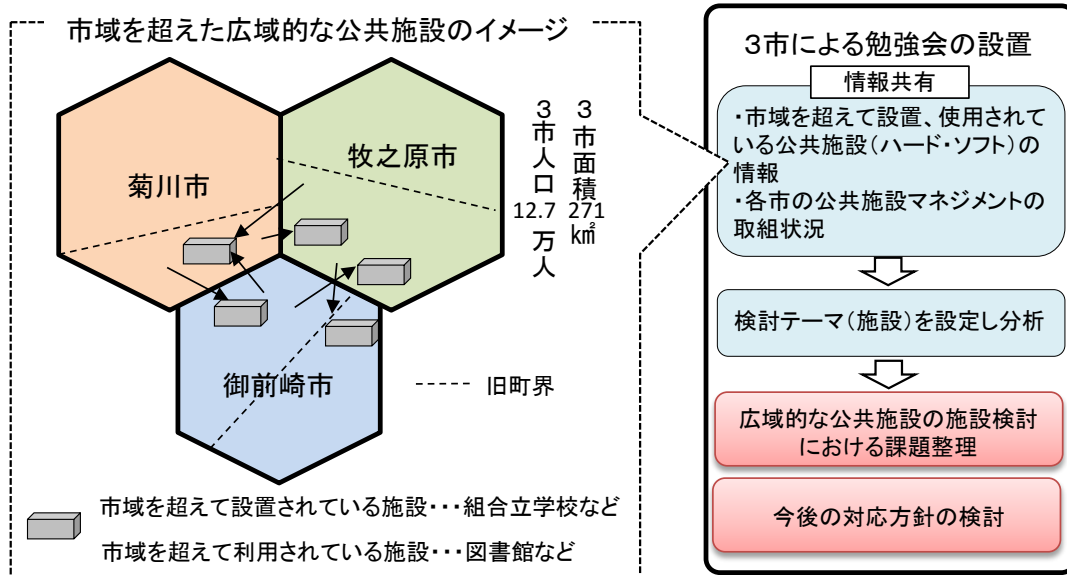 市域を超えた広域的な公共施設のイメージ
菊川市
牧之原市
御前崎市
３市面積
271
㎢
３市人口
12.7
万人
旧町界
市域を超えて設置されている施設・・・組合立学校など
市域を超えて利用されている施設・・・図書館など
３市による勉強会の設置
情報共有
・市域を超えて設置、使用されて
いる公共施設（ハード・ソフト）の
情報
・各市の公共施設マネジメントの
取組状況
検討テーマ（施設）を設定し分析
広域的な公共施設の施設検討
における課題整理
今後の対応方針の検討